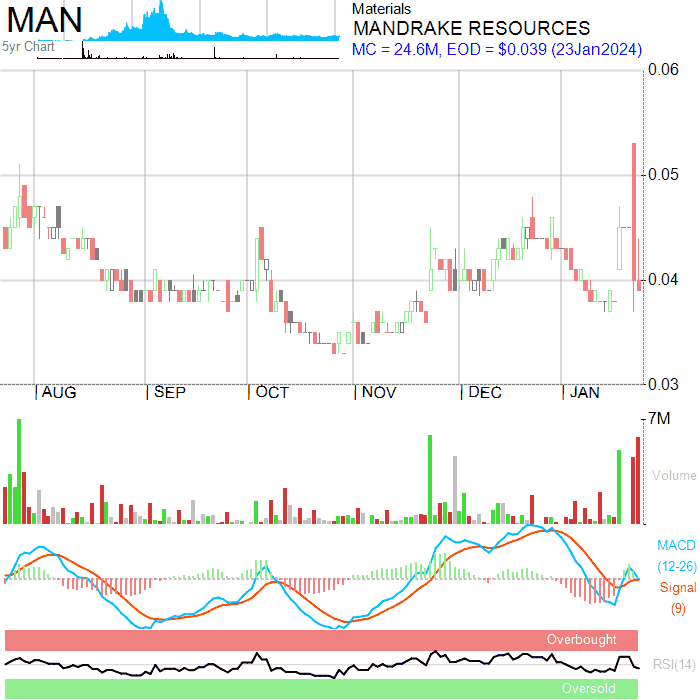 MAN
5yr Chart
Materials
MANDRAKE RESOURCES
MC = 24.6M, EOD = $0.039 (23Jan2024)
0.06
0.05
0.04
0.03
AUG SEP OCT NOV DEC JAN
7M
Volume
MACD
(12-26)
Signal
(9)
Overbought
RSI(14)
Oversold